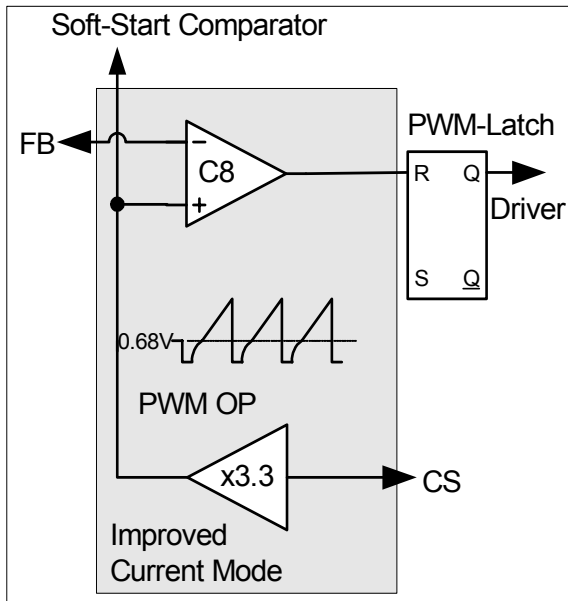 Soft-Start Comparator
FB
PWM-Latch
C8
−
+
R Q
Driver
S Q
0.68V
PWM OP
x3.3
CS
Improved
Current Mode